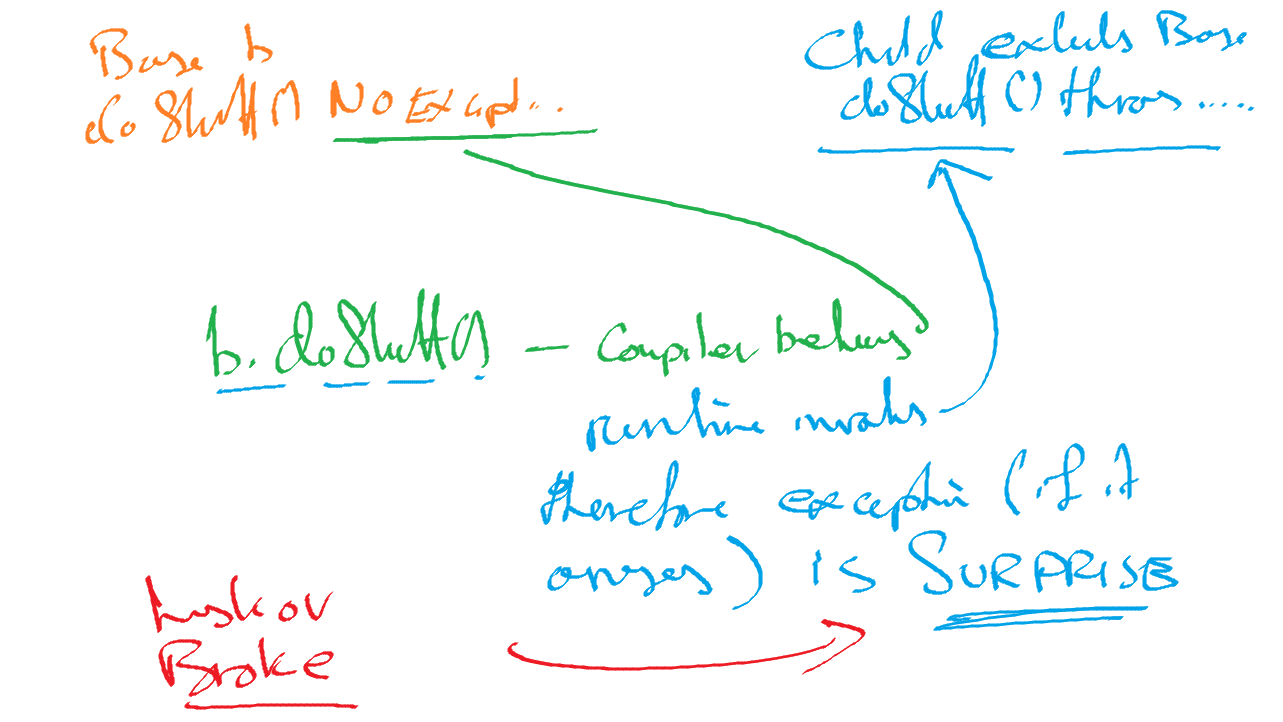 Base b
doStuff() No Except...
Child extends Base
doStuff() throws .....
b. doStuff() — Compiler believes
runtime invokes
therefore exception (if it
arises) is SURPRISE
Liskov
Broke